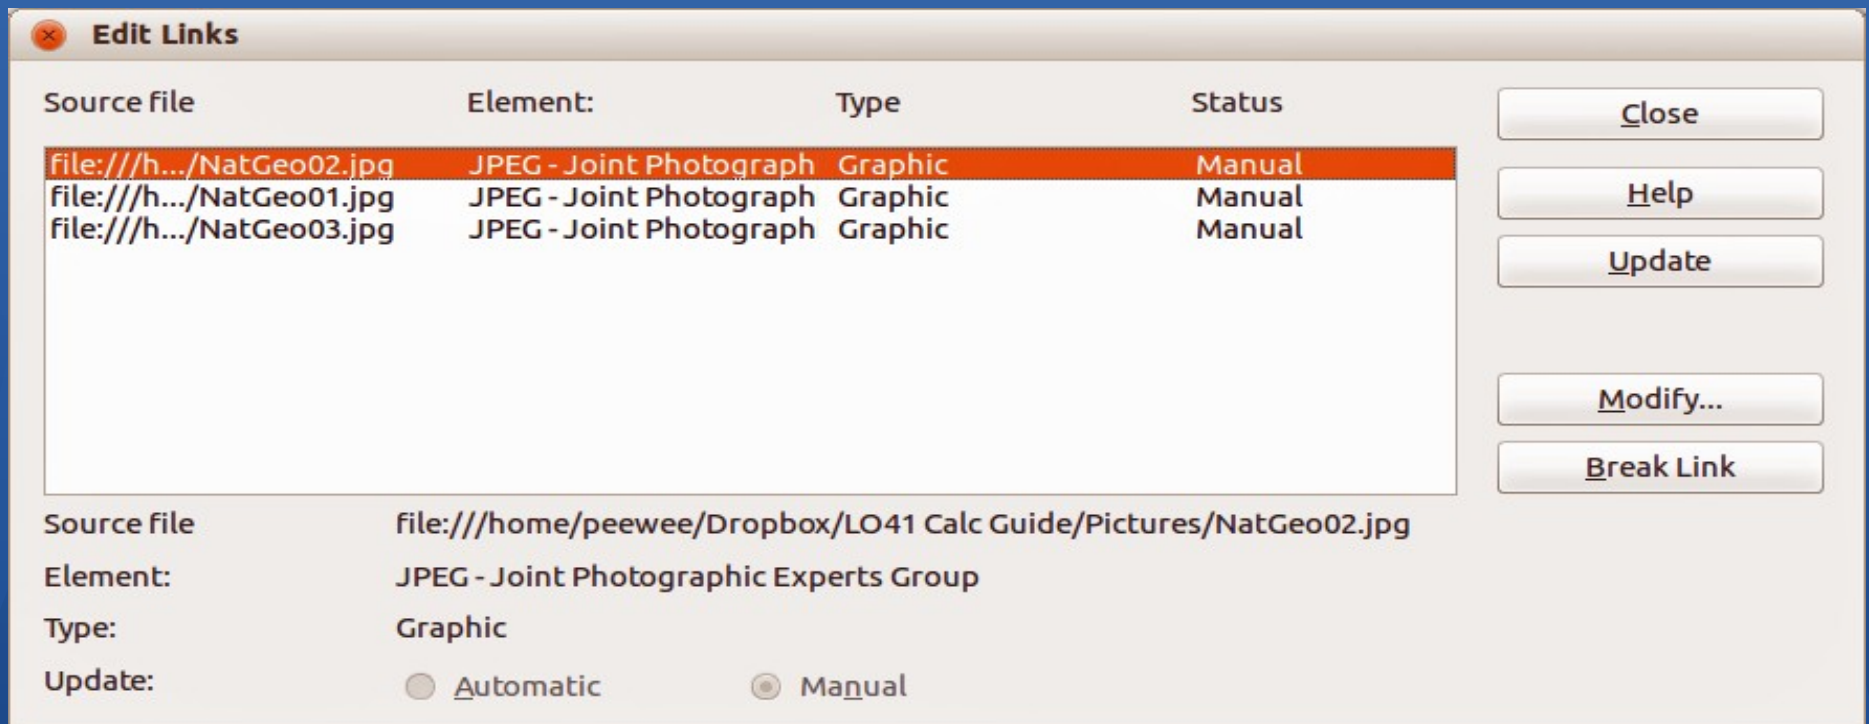 Edit Links
Source file Element: Type Status
file:///h.../NatGeo02.jpg JPEG - Joint Photograph Graphic Manual
file:///h.../NatGeo01.jpg JPEG - Joint Photograph Graphic Manual
file:///h.../NatGeo03.jpg JPEG - Joint Photograph Graphic Manual
Close
Help
Update
Modify...
Break Link
Source file file:///home/peewee/Dropbox/LO41 Calc Guide/Pictures/NatGeo02.jpg
Element: JPEG - Joint Photographic Experts Group
Type: Graphic
Update: Automatic Manual